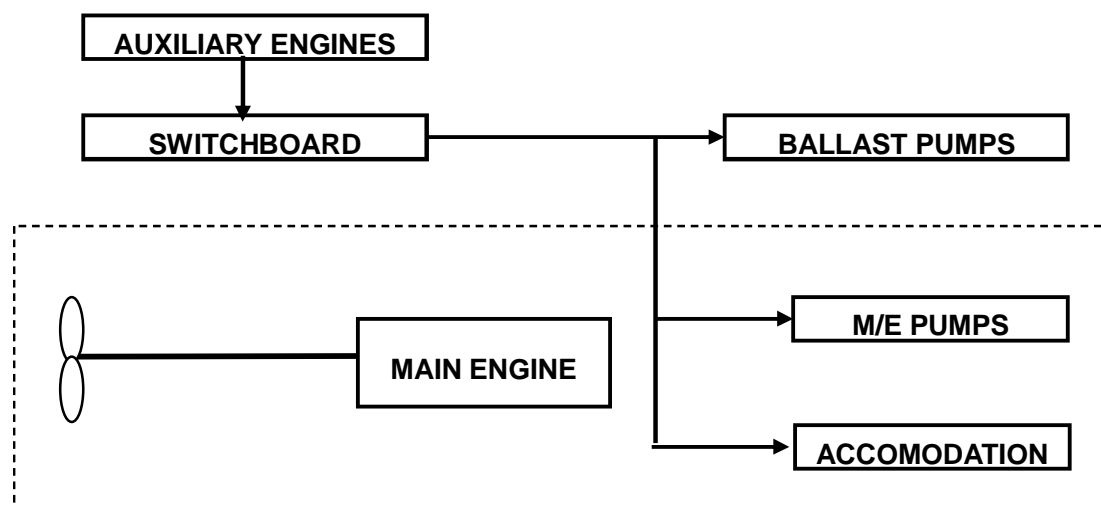 AUXILIARY ENGINES
SWITCHBOARD
BALLAST PUMPS
M/E PUMPS
MAIN ENGINE
ACCOMODATION